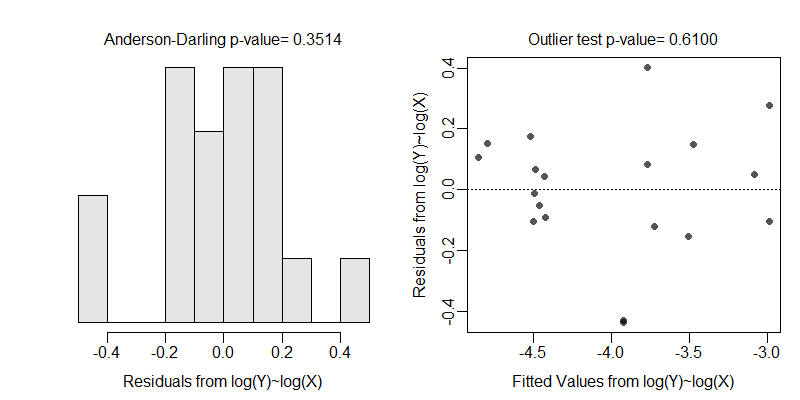 Anderson-Darling p-value= 0.3514
-0.4 -0.2 0.0 0.2 0.4
Residuals from log(Y)~log(X)
Outlier test p-value= 0.6100
Residuals from log(Y)~log(X)
0.4
0.2
0.0
-0.2
-0.4
-4.5 -4.0 -3.5 -3.0
Fitted Values from log(Y)~log(X)